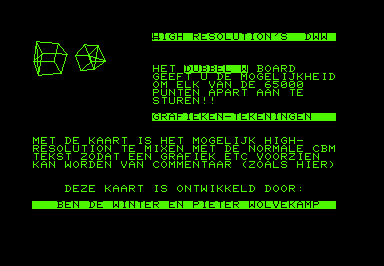 HIGH RESOLUTION'S DWW
HET DUBBEL W BOARD
GEEFT U DE MOGELIJKHEID
OM ELK VAN DE 65000
PUNTEN APART AAN TE
STUREN!!
GRAFIEKEN-TEKENINGEN
MET DE KAART IS HET MOGELIJK HIGH-
RESOLUTION TE MIXEN MET DE NORMALE CBM
TEKST ZODAT EEN GRAFIEK ETC VOORZIEN
KAN WORDEN VAN COMMENTAAR (ZOALS HIER)
DEZE KAART IS ONTWIKKELD DOOR:
BEN DE WINTER EN PIETER WOLVEKAMP